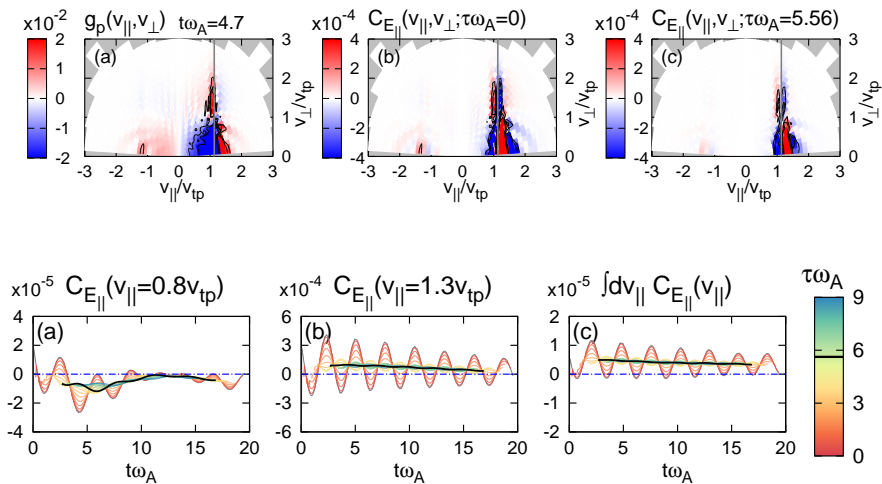 x10⁻² g_p(v_||,v_⊥) tω_A=4.7
2
1
0
-1
-2
(a)
3
2
1
0
v_⊥/v_tp
-3 -2 -1 0 1 2 3
v_||/v_tp
x10⁻⁴ C_E||(v_||,v_⊥;τω_A=0)
4
2
0
-2
-4
(b)
3
2
1
0
v_⊥/v_tp
-3 -2 -1 0 1 2 3
v_||/v_tp
x10⁻⁴ C_E||(v_||,v_⊥;τω_A=5.56)
4
2
0
-2
-4
(c)
3
2
1
0
v_⊥/v_tp
-3 -2 -1 0 1 2 3
v_||/v_tp
x10⁻⁵ C_E||(v_||=0.8v_tp)
(a)
4
2
0
-2
-4
0 5 10 15 20
tω_A
x10⁻⁴ C_E||(v_||=1.3v_tp)
(b)
6
3
0
-3
-6
0 5 10 15 20
tω_A
x10⁻⁵ ∫dv_|| C_E||(v_||)
(c)
2
1
0
-1
-2
0 5 10 15 20
tω_A
τω_A
9
6
3
0